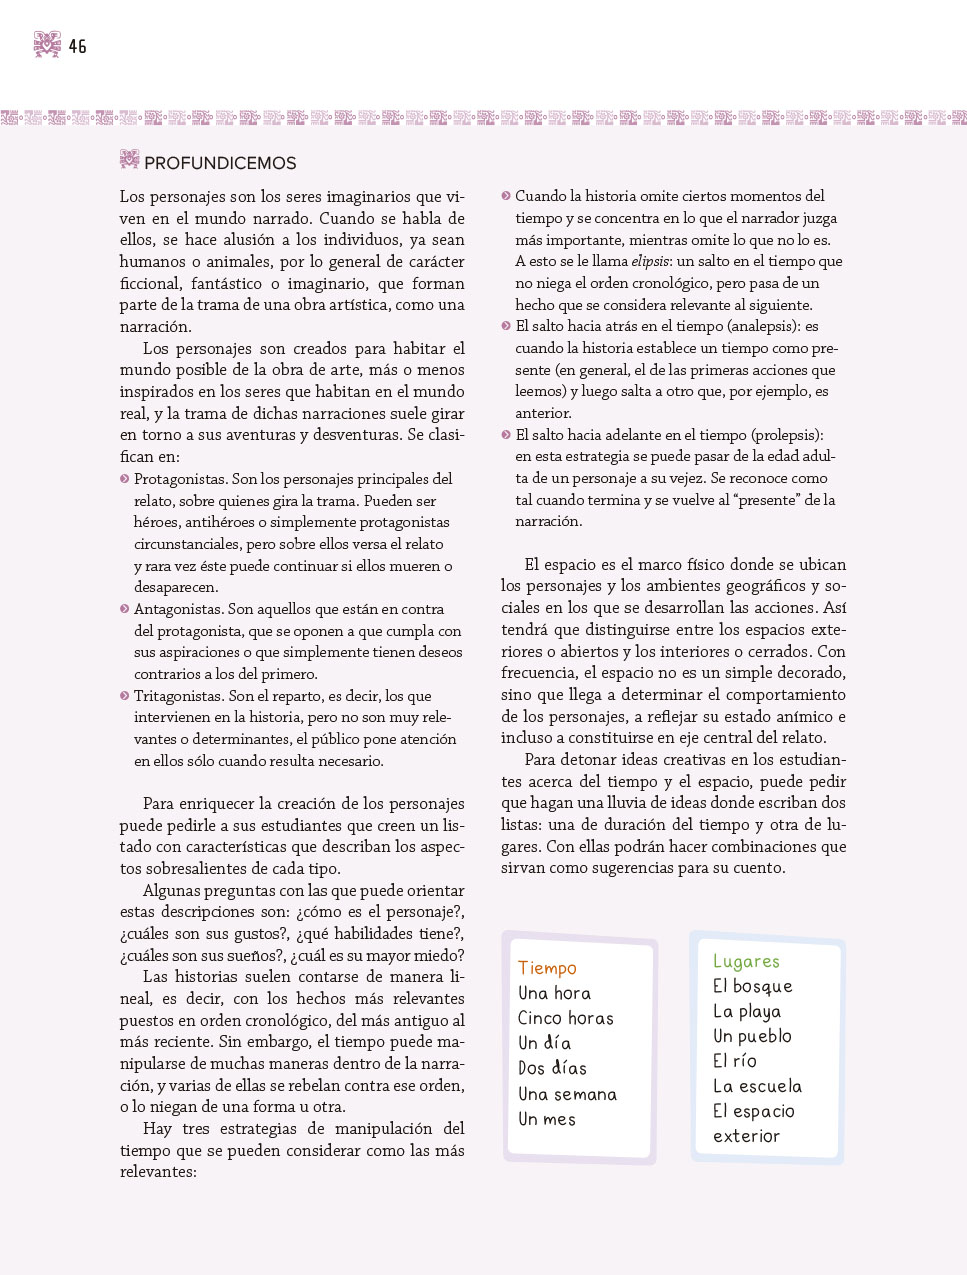 46
PROFUNDICEMOS
Los personajes son los seres imaginarios que vi-
ven en el mundo narrado. Cuando se habla de
ellos, se hace alusión a los individuos, ya sean
humanos o animales, por lo general de carácter
ficcional, fantástico o imaginario, que forman
parte de la trama de una obra artística, como una
narración.
Los personajes son creados para habitar el
mundo posible de la obra de arte, más o menos
inspirados en los seres que habitan en el mundo
real, y la trama de dichas narraciones suele girar
en torno a sus aventuras y desventuras. Se clasi-
fican en:
Protagonistas. Son los personajes principales del
relato, sobre quienes gira la trama. Pueden ser
héroes, antihéroes o simplemente protagonistas
circunstanciales, pero sobre ellos versa el relato
y rara vez éste puede continuar si ellos mueren o
desaparecen.
Antagonistas. Son aquellos que están en contra
del protagonista, que se oponen a que cumpla con
sus aspiraciones o que simplemente tienen deseos
contrarios a los del primero.
Tritagonistas. Son el reparto, es decir, los que
intervienen en la historia, pero no son muy rele-
vantes o determinantes, el público pone atención
en ellos sólo cuando resulta necesario.
Para enriquecer la creación de los personajes
puede pedirle a sus estudiantes que creen un lis-
tado con características que describan los aspec-
tos sobresalientes de cada tipo.
Algunas preguntas con las que puede orientar
estas descripciones son: ¿cómo es el personaje?,
¿cuáles son sus gustos?, ¿qué habilidades tiene?,
¿cuáles son sus sueños?, ¿cuál es su mayor miedo?
Las historias suelen contarse de manera li-
neal, es decir, con los hechos más relevantes
puestos en orden cronológico, del más antiguo al
más reciente. Sin embargo, el tiempo puede ma-
nipularse de muchas maneras dentro de la narra-
ción, y varias de ellas se rebelan contra ese orden,
o lo niegan de una forma u otra.
Hay tres estrategias de manipulación del
tiempo que se pueden considerar como las más
relevantes:
Cuando la historia omite ciertos momentos del
tiempo y se concentra en lo que el narrador juzga
más importante, mientras omite lo que no lo es.
A esto se le llama elipsis: un salto en el tiempo que
no niega el orden cronológico, pero pasa de un
hecho que se considera relevante al siguiente.
El salto hacia atrás en el tiempo (analepsis): es
cuando la historia establece un tiempo como pre-
sente (en general, el de las primeras acciones que
leemos) y luego salta a otro que, por ejemplo, es
anterior.
El salto hacia adelante en el tiempo (prolepsis):
en esta estrategia se puede pasar de la edad adul-
ta de un personaje a su vejez. Se reconoce como
tal cuando termina y se vuelve al “presente” de la
narración.
El espacio es el marco físico donde se ubican
los personajes y los ambientes geográficos y so-
ciales en los que se desarrollan las acciones. Así
tendrá que distinguirse entre los espacios exte-
riores o abiertos y los interiores o cerrados. Con
frecuencia, el espacio no es un simple decorado,
sino que llega a determinar el comportamiento
de los personajes, a reflejar su estado anímico e
incluso a constituirse en eje central del relato.
Para detonar ideas creativas en los estudian-
tes acerca del tiempo y el espacio, puede pedir
que hagan una lluvia de ideas donde escriban dos
listas: una de duración del tiempo y otra de lu-
gares. Con ellas podrán hacer combinaciones que
sirvan como sugerencias para su cuento.
Tiempo
Una hora
Cinco horas
Un día
Dos días
Una semana
Un mes
Lugares
El bosque
La playa
Un pueblo
El río
La escuela
El espacio
exterior